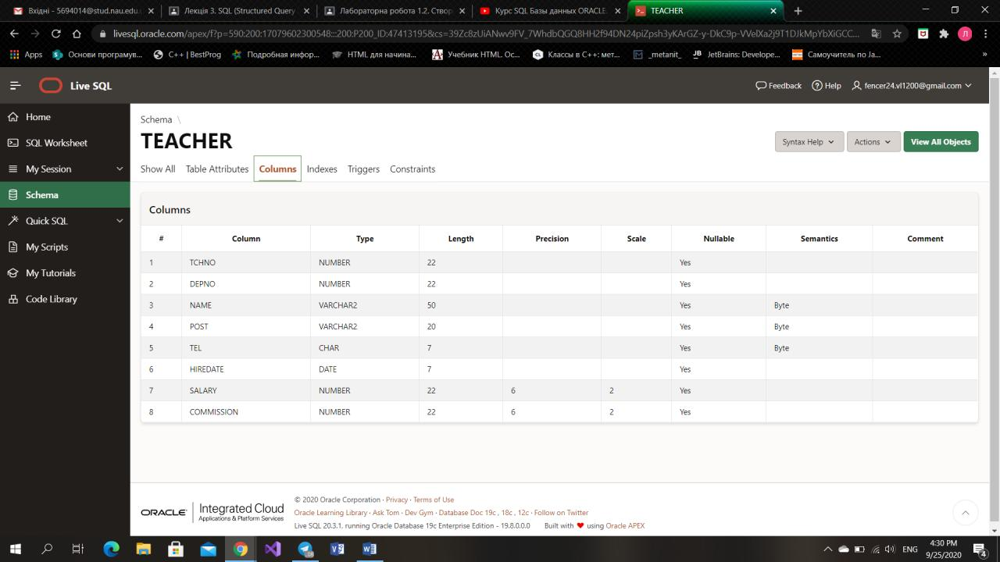 Вхідні - 5694014@stud.nau.edu. Лекція 3. SQL (Structured Query Лабораторна робота 1.2. Створ Курс SQL Базы данных ORACLE. TEACHER
livesql.oracle.com/apex/f?p=590:200:17079602300548:::200:P200_ID:47413195&cs=39Zc8zUiANwv9FV_7WhdbQGQ8HH2f94DN24piZpsh3yKArGZ-y-DkC9p-VVelXa2j9T1DJkMpYbXiGCC...
Apps Основи програмув... C++ | BestProg Подробная инфор... HTML для начина... Учебник HTML. Ос... Классы в C++: мет... _metanit_ JetBrains: Develope... Самоучитель по Ja... »
Live SQL Feedback Help fencer24.vl1200@gmail.com
Home
SQL Worksheet
My Session
Schema
Quick SQL
My Scripts
My Tutorials
Code Library
Schema \
TEACHER
Syntax Help Actions View All Objects
Show All Table Attributes Columns Indexes Triggers Constraints
Columns
# Column Type Length Precision Scale Nullable Semantics Comment
1 TCHNO NUMBER 22 Yes
2 DEPNO NUMBER 22 Yes
3 NAME VARCHAR2 50 Yes Byte
4 POST VARCHAR2 20 Yes Byte
5 TEL CHAR 7 Yes Byte
6 HIREDATE DATE 7 Yes
7 SALARY NUMBER 22 6 2 Yes
8 COMMISSION NUMBER 22 6 2 Yes
ORACLE Integrated Cloud
Applications & Platform Services
© 2020 Oracle Corporation · Privacy · Terms of Use
Oracle Learning Library · Ask Tom · Dev Gym · Database Doc 19c , 18c , 12c · Follow on Twitter
Live SQL 20.3.1, running Oracle Database 19c Enterprise Edition - 19.8.0.0.0 Built with ❤ using Oracle APEX
ENG 4:30 PM
9/25/2020 4